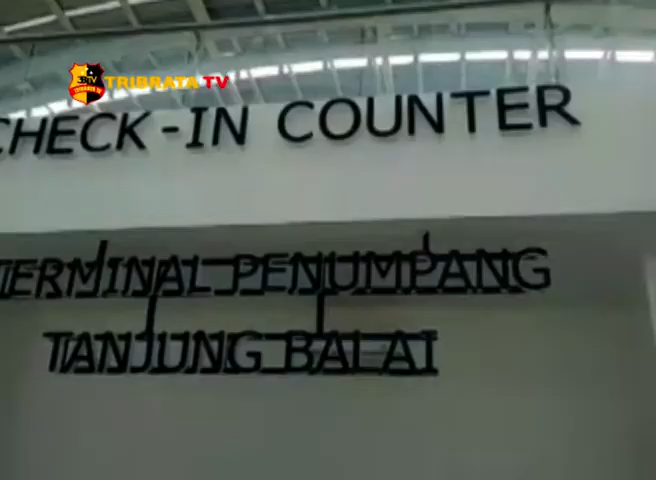 TRIBRATA TV
CHECK-IN COUNTER
TERMINAL PENUMPANG
TANJUNG BALAI